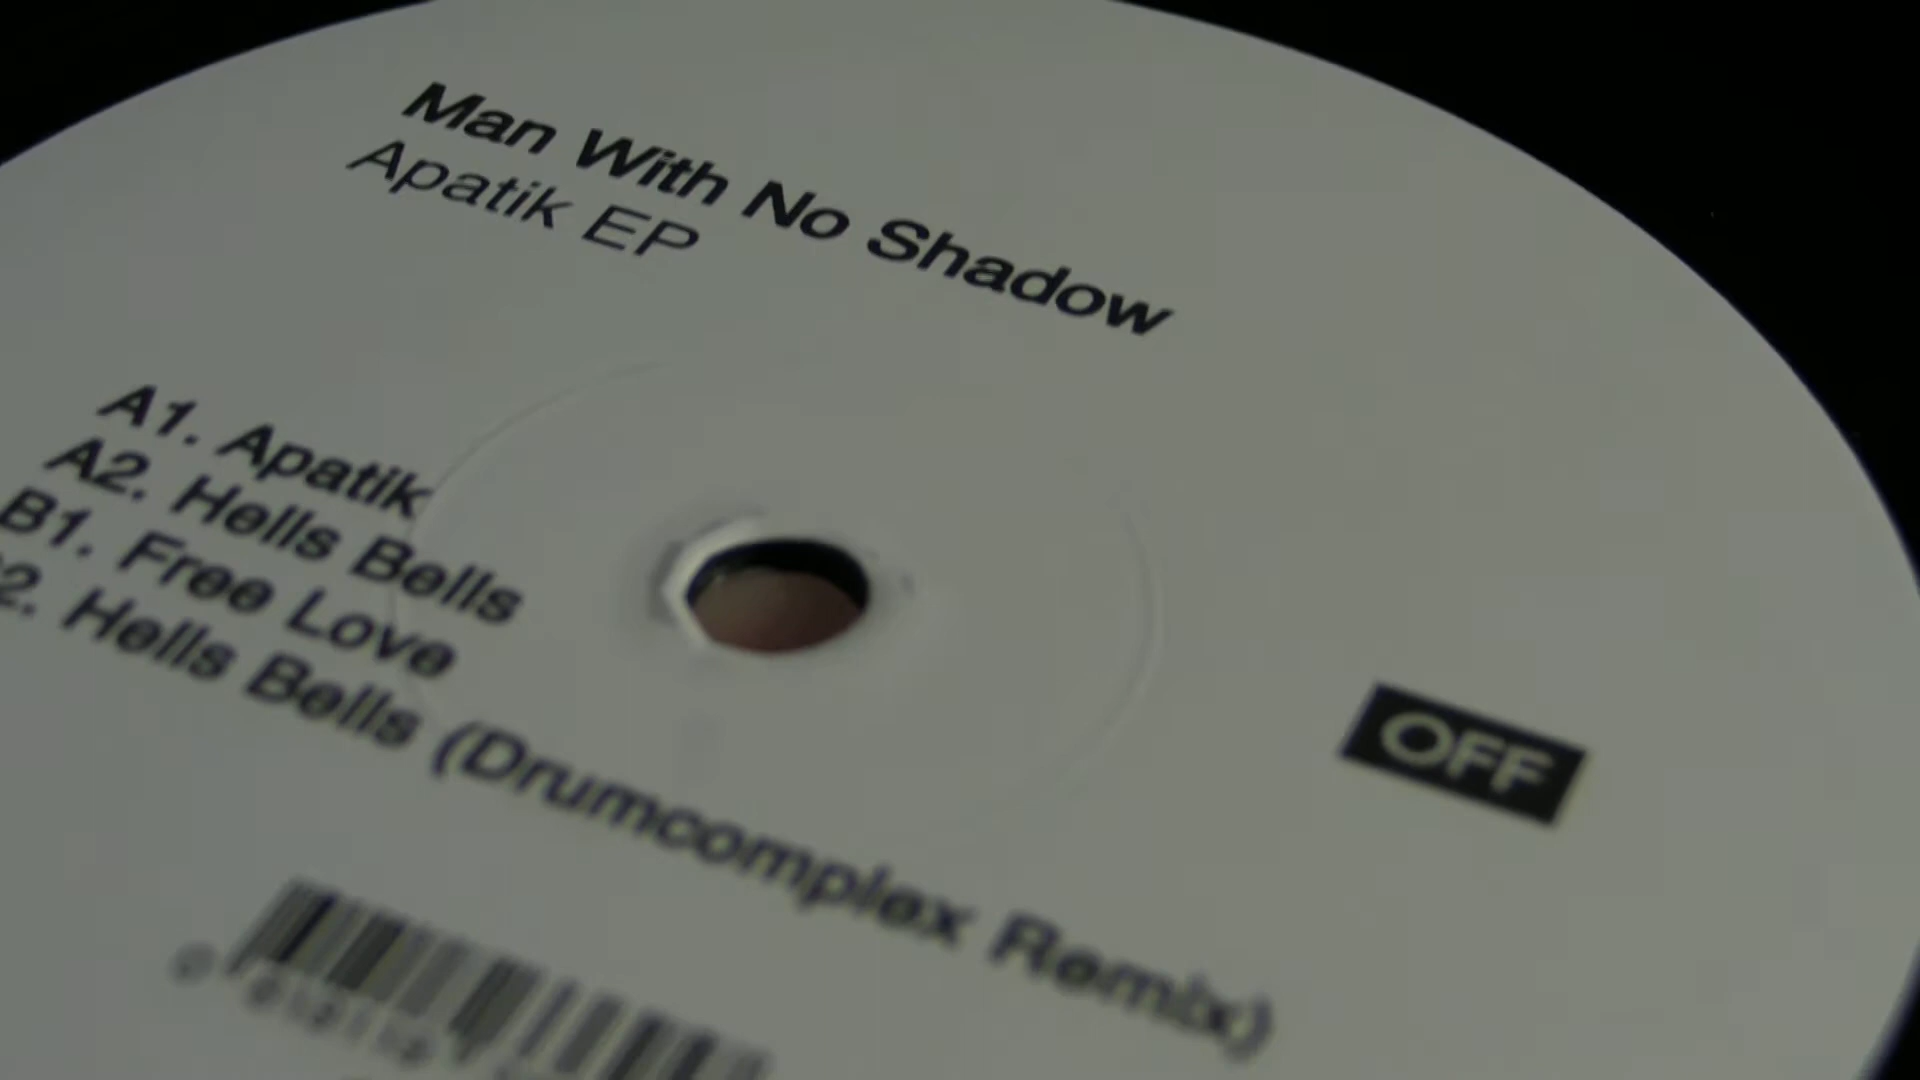 Man With No Shadow
Apatik EP
A1. Apatik
A2. Hells Bells
B1. Free Love
2. Hells Bells (Drumcomplex Remix)
OFF